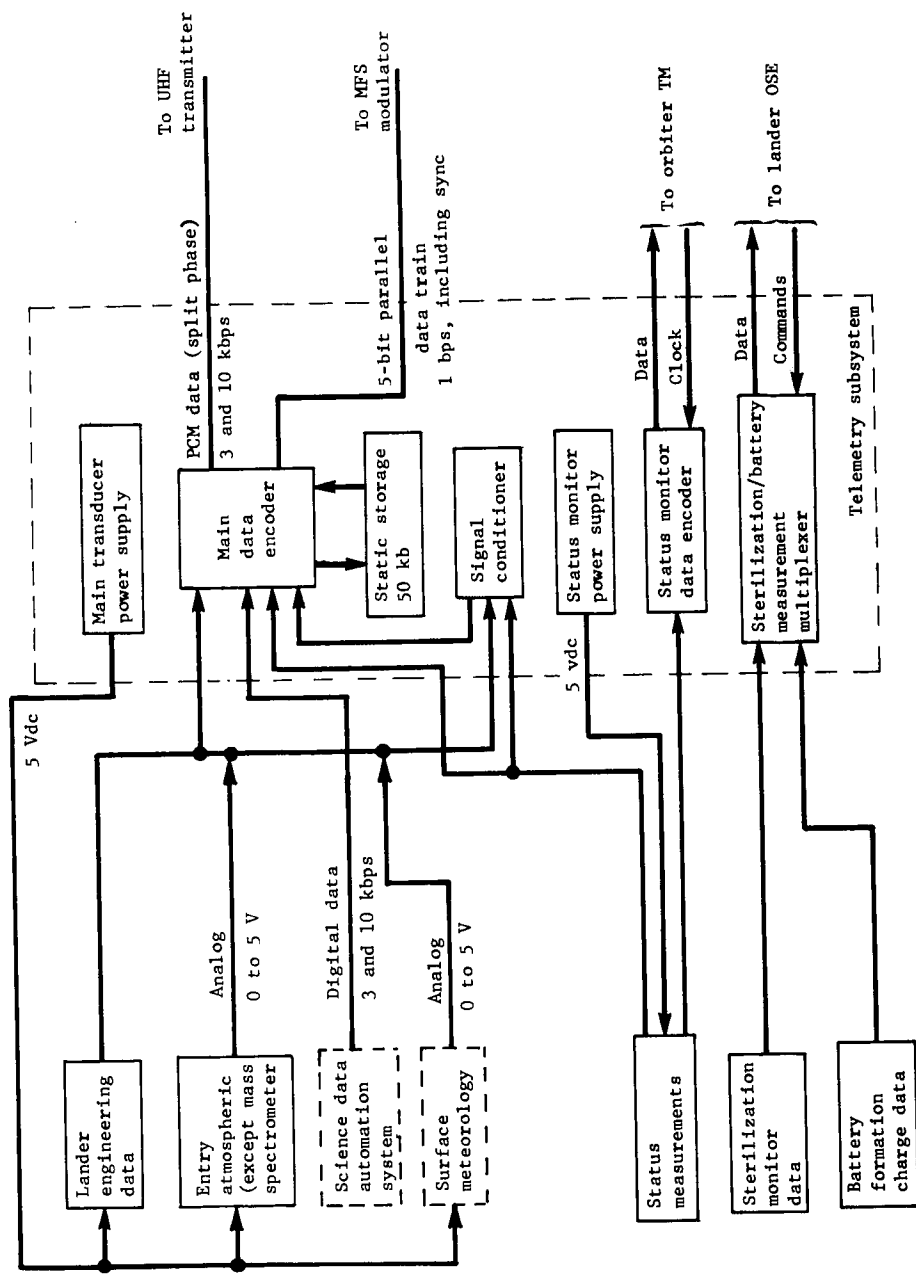 5 Vdc
Main transducer
power supply
To UHF
transmitter
PCM data (split phase)
3 and 10 kbps
Lander
engineering
data
Main
data
encoder
To MFS
modulator
5-bit parallel
data train
1 bps, including sync
Entry
atmospheric
(except mass
spectrometer
Analog
0 to 5 V
Static storage
50 kb
Science data
automation
system
Digital data
3 and 10 kbps
Signal
conditioner
Surface
meteorology
Analog
0 to 5 V
5 vdc
Status monitor
power supply
Status
measurements
Status monitor
data encoder
Data
Clock
To orbiter TM
Sterilization
monitor
data
Sterilization/battery
measurement
multiplexer
Data
Commands
To lander OSE
Battery
formation
charge data
Telemetry subsystem